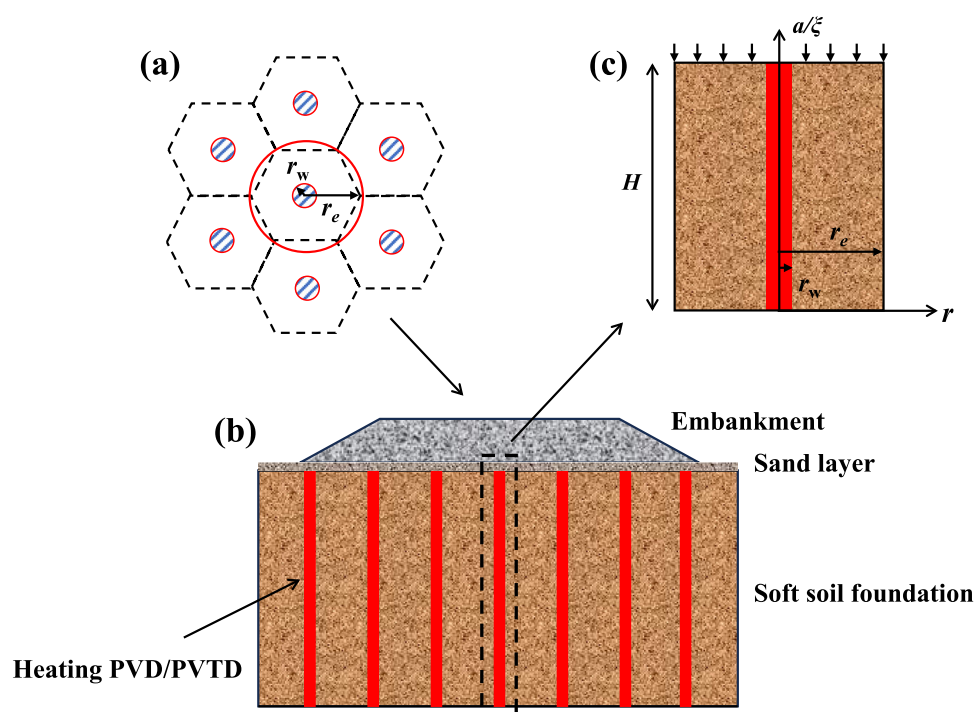 (a)
r_w
r_e
(c)
a/ξ
H
r_e
r_w
r
(b)
Embankment
Sand layer
Soft soil foundation
Heating PVD/PVTD